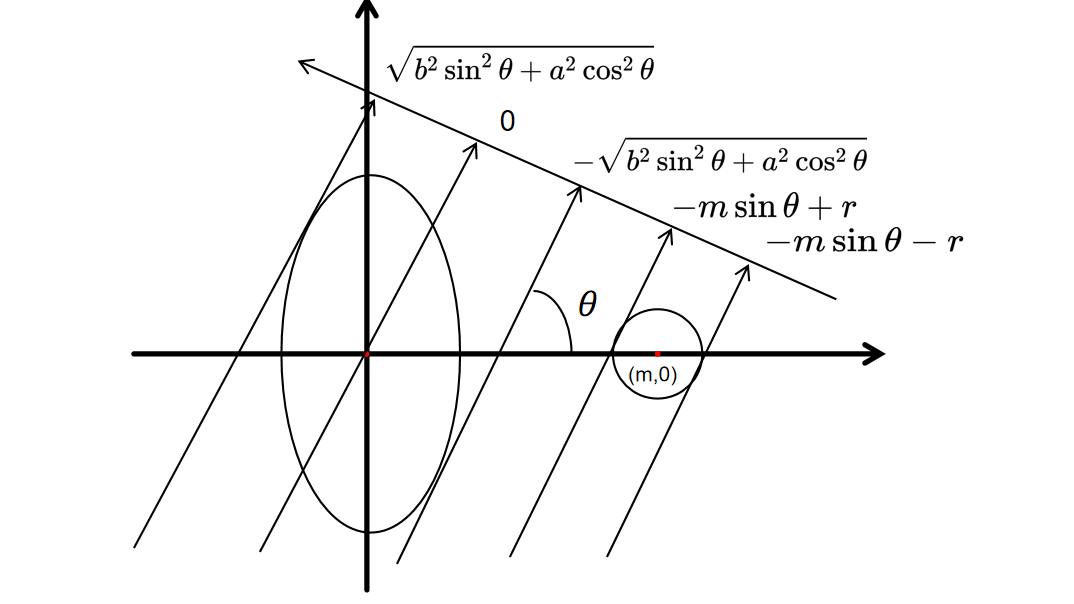 √(b² sin² θ + a² cos² θ)
0
−√(b² sin² θ + a² cos² θ)
−m sin θ + r
−m sin θ − r
θ
(m,0)